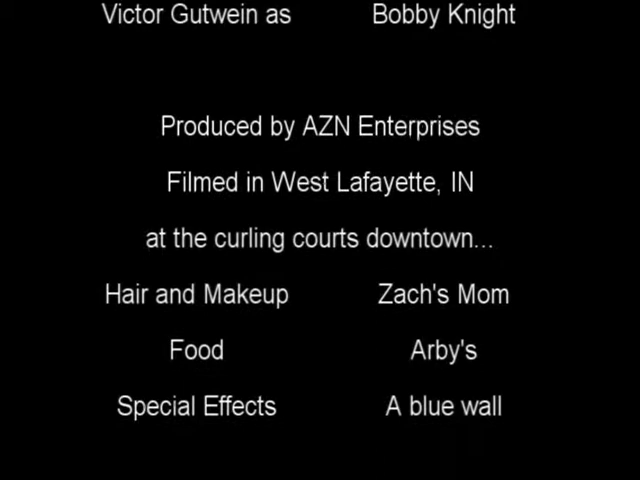 Victor Gutwein as Bobby Knight
Produced by AZN Enterprises
Filmed in West Lafayette, IN
at the curling courts downtown...
Hair and Makeup Zach's Mom
Food Arby's
Special Effects A blue wall